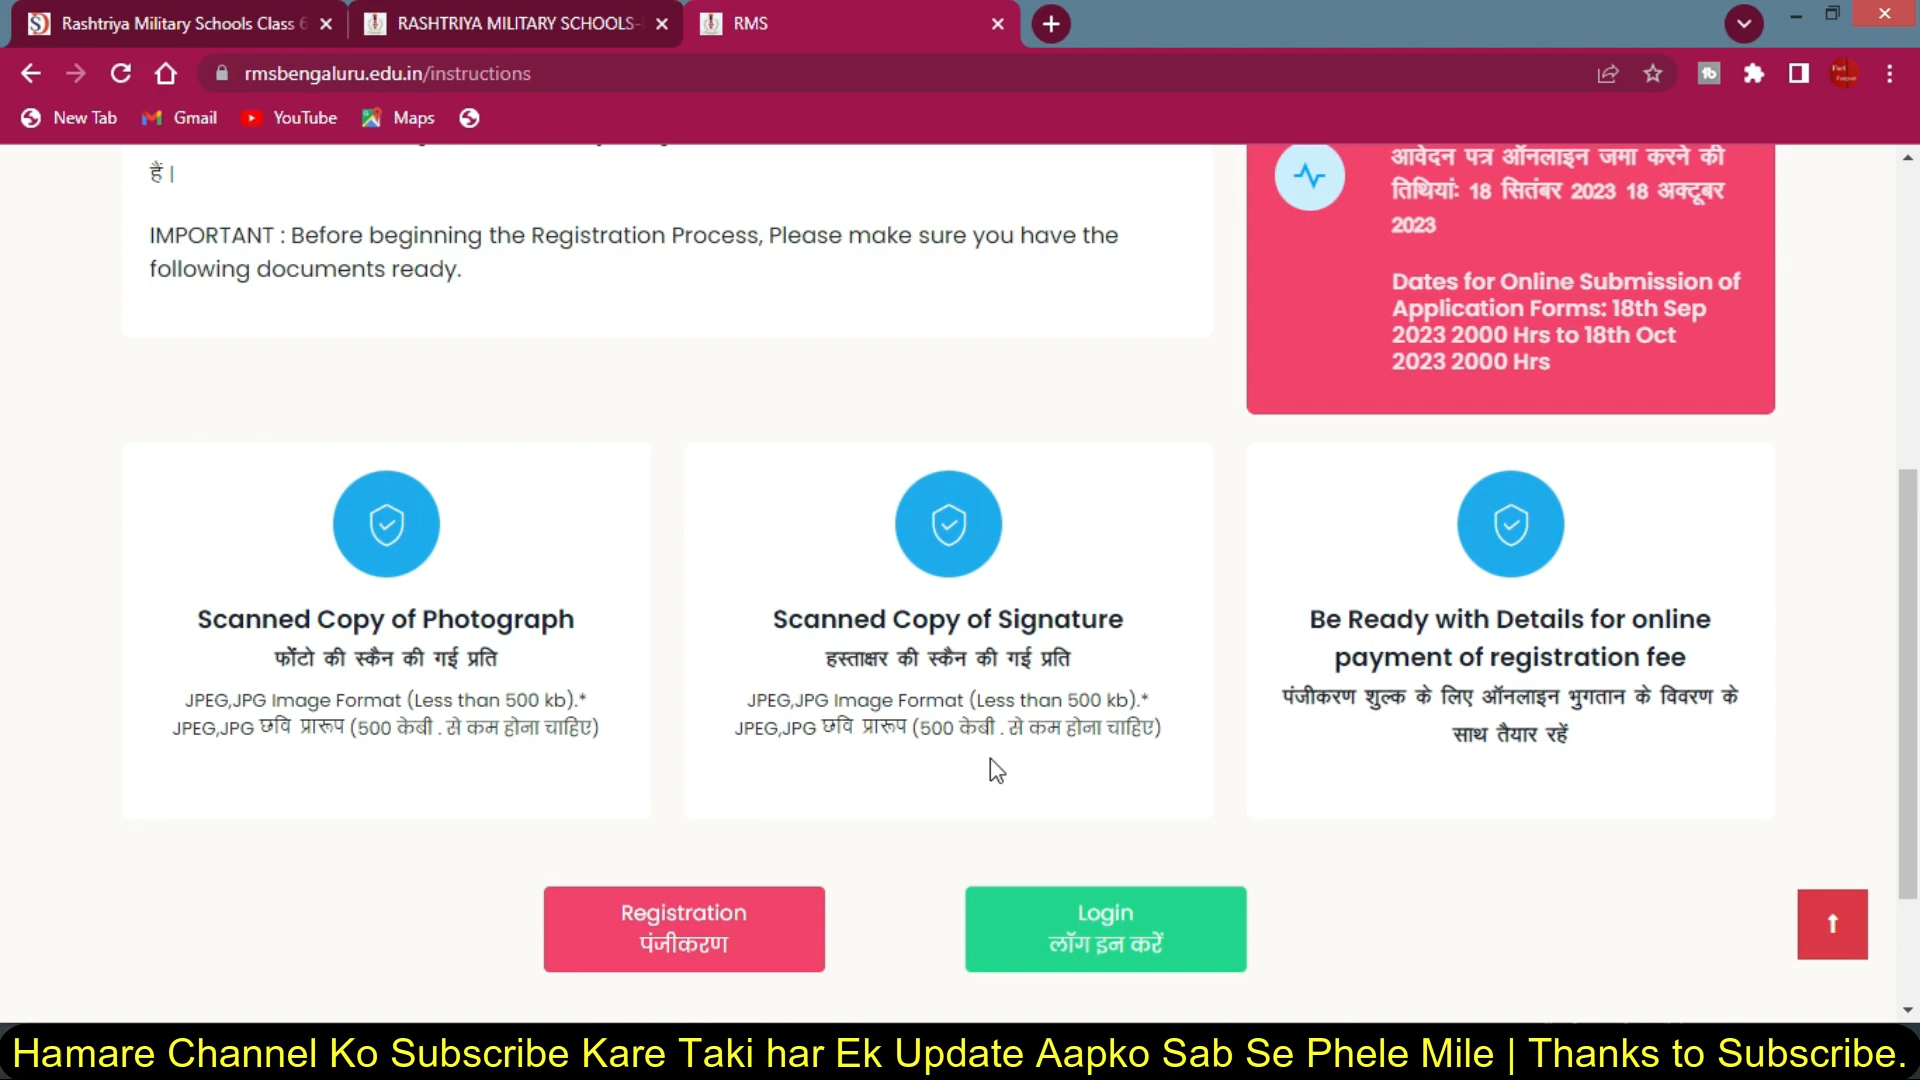 Rashtriya Military Schools Class 6
RASHTRIYA MILITARY SCHOOLS-
RMS
rmsbengaluru.edu.in/instructions
New Tab
Gmail
YouTube
Maps
हैं |
IMPORTANT : Before beginning the Registration Process, Please make sure you have the
following documents ready.
आवेदन पत्र ऑनलाइन जमा करने की
तिथियांः 18 सितंबर 2023 18 अक्टूबर
2023
Dates for Online Submission of
Application Forms: 18th Sep
2023 2000 Hrs to 18th Oct
2023 2000 Hrs
Scanned Copy of Photograph
फोंटो की स्कैन की गई प्रति
JPEG,JPG Image Format (Less than 500 kb).*
JPEG,JPG छवि प्रारूप (500 केबी . से कम होना चाहिए)
Scanned Copy of Signature
हस्ताक्षर की स्कैन की गई प्रति
JPEG,JPG Image Format (Less than 500 kb).*
JPEG,JPG छवि प्रारूप (500 केबी . से कम होना चाहिए)
Be Ready with Details for online
payment of registration fee
पंजीकरण शुल्क के लिए ऑनलाइन भुगतान के विवरण के
साथ तैयार रहें
Registration
पंजीकरण
Login
लॉग इन करें
Hamare Channel Ko Subscribe Kare Taki har Ek Update Aapko Sab Se Phele Mile | Thanks to Subscribe.